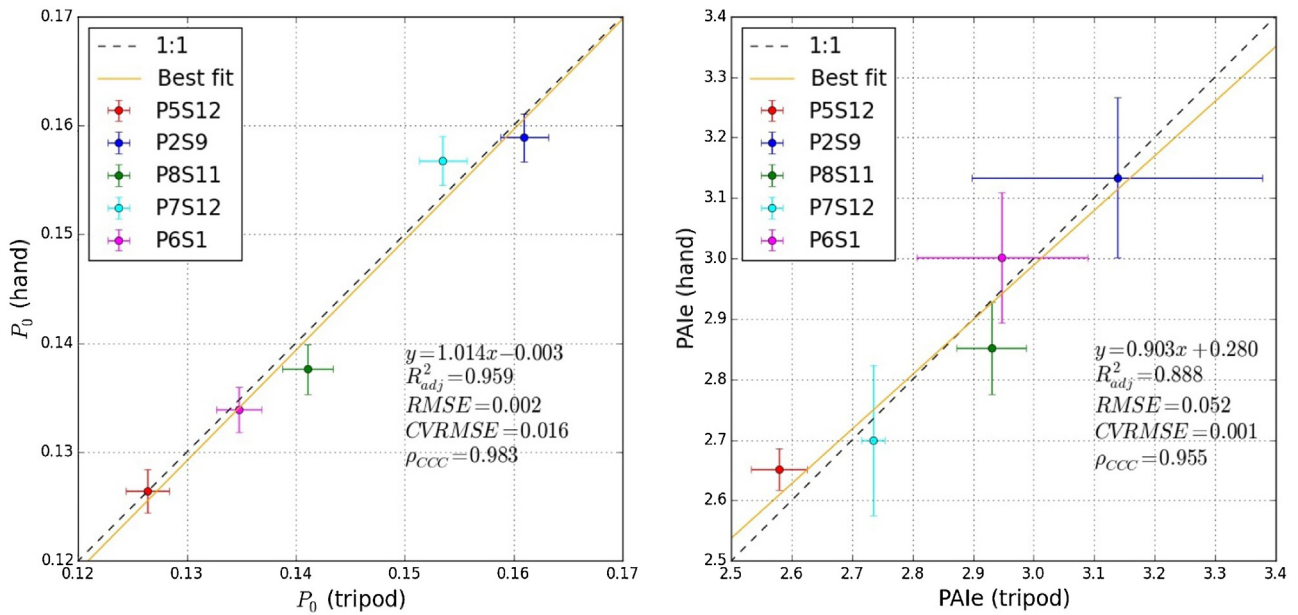 0.17
0.16
0.15
0.14
0.13
0.12
P₀ (hand)
1:1
Best fit
P5S12
P2S9
P8S11
P7S12
P6S1
y=1.014x−0.003
R²adj=0.959
RMSE=0.002
CVRMSE=0.016
ρCCC=0.983
0.12 0.13 0.14 0.15 0.16 0.17
P₀ (tripod)
3.4
3.3
3.2
3.1
3.0
2.9
2.8
2.7
2.6
2.5
PAIe (hand)
1:1
Best fit
P5S12
P2S9
P8S11
P7S12
P6S1
y=0.903x+0.280
R²adj=0.888
RMSE=0.052
CVRMSE=0.001
ρCCC=0.955
2.5 2.6 2.7 2.8 2.9 3.0 3.1 3.2 3.3 3.4
PAIe (tripod)